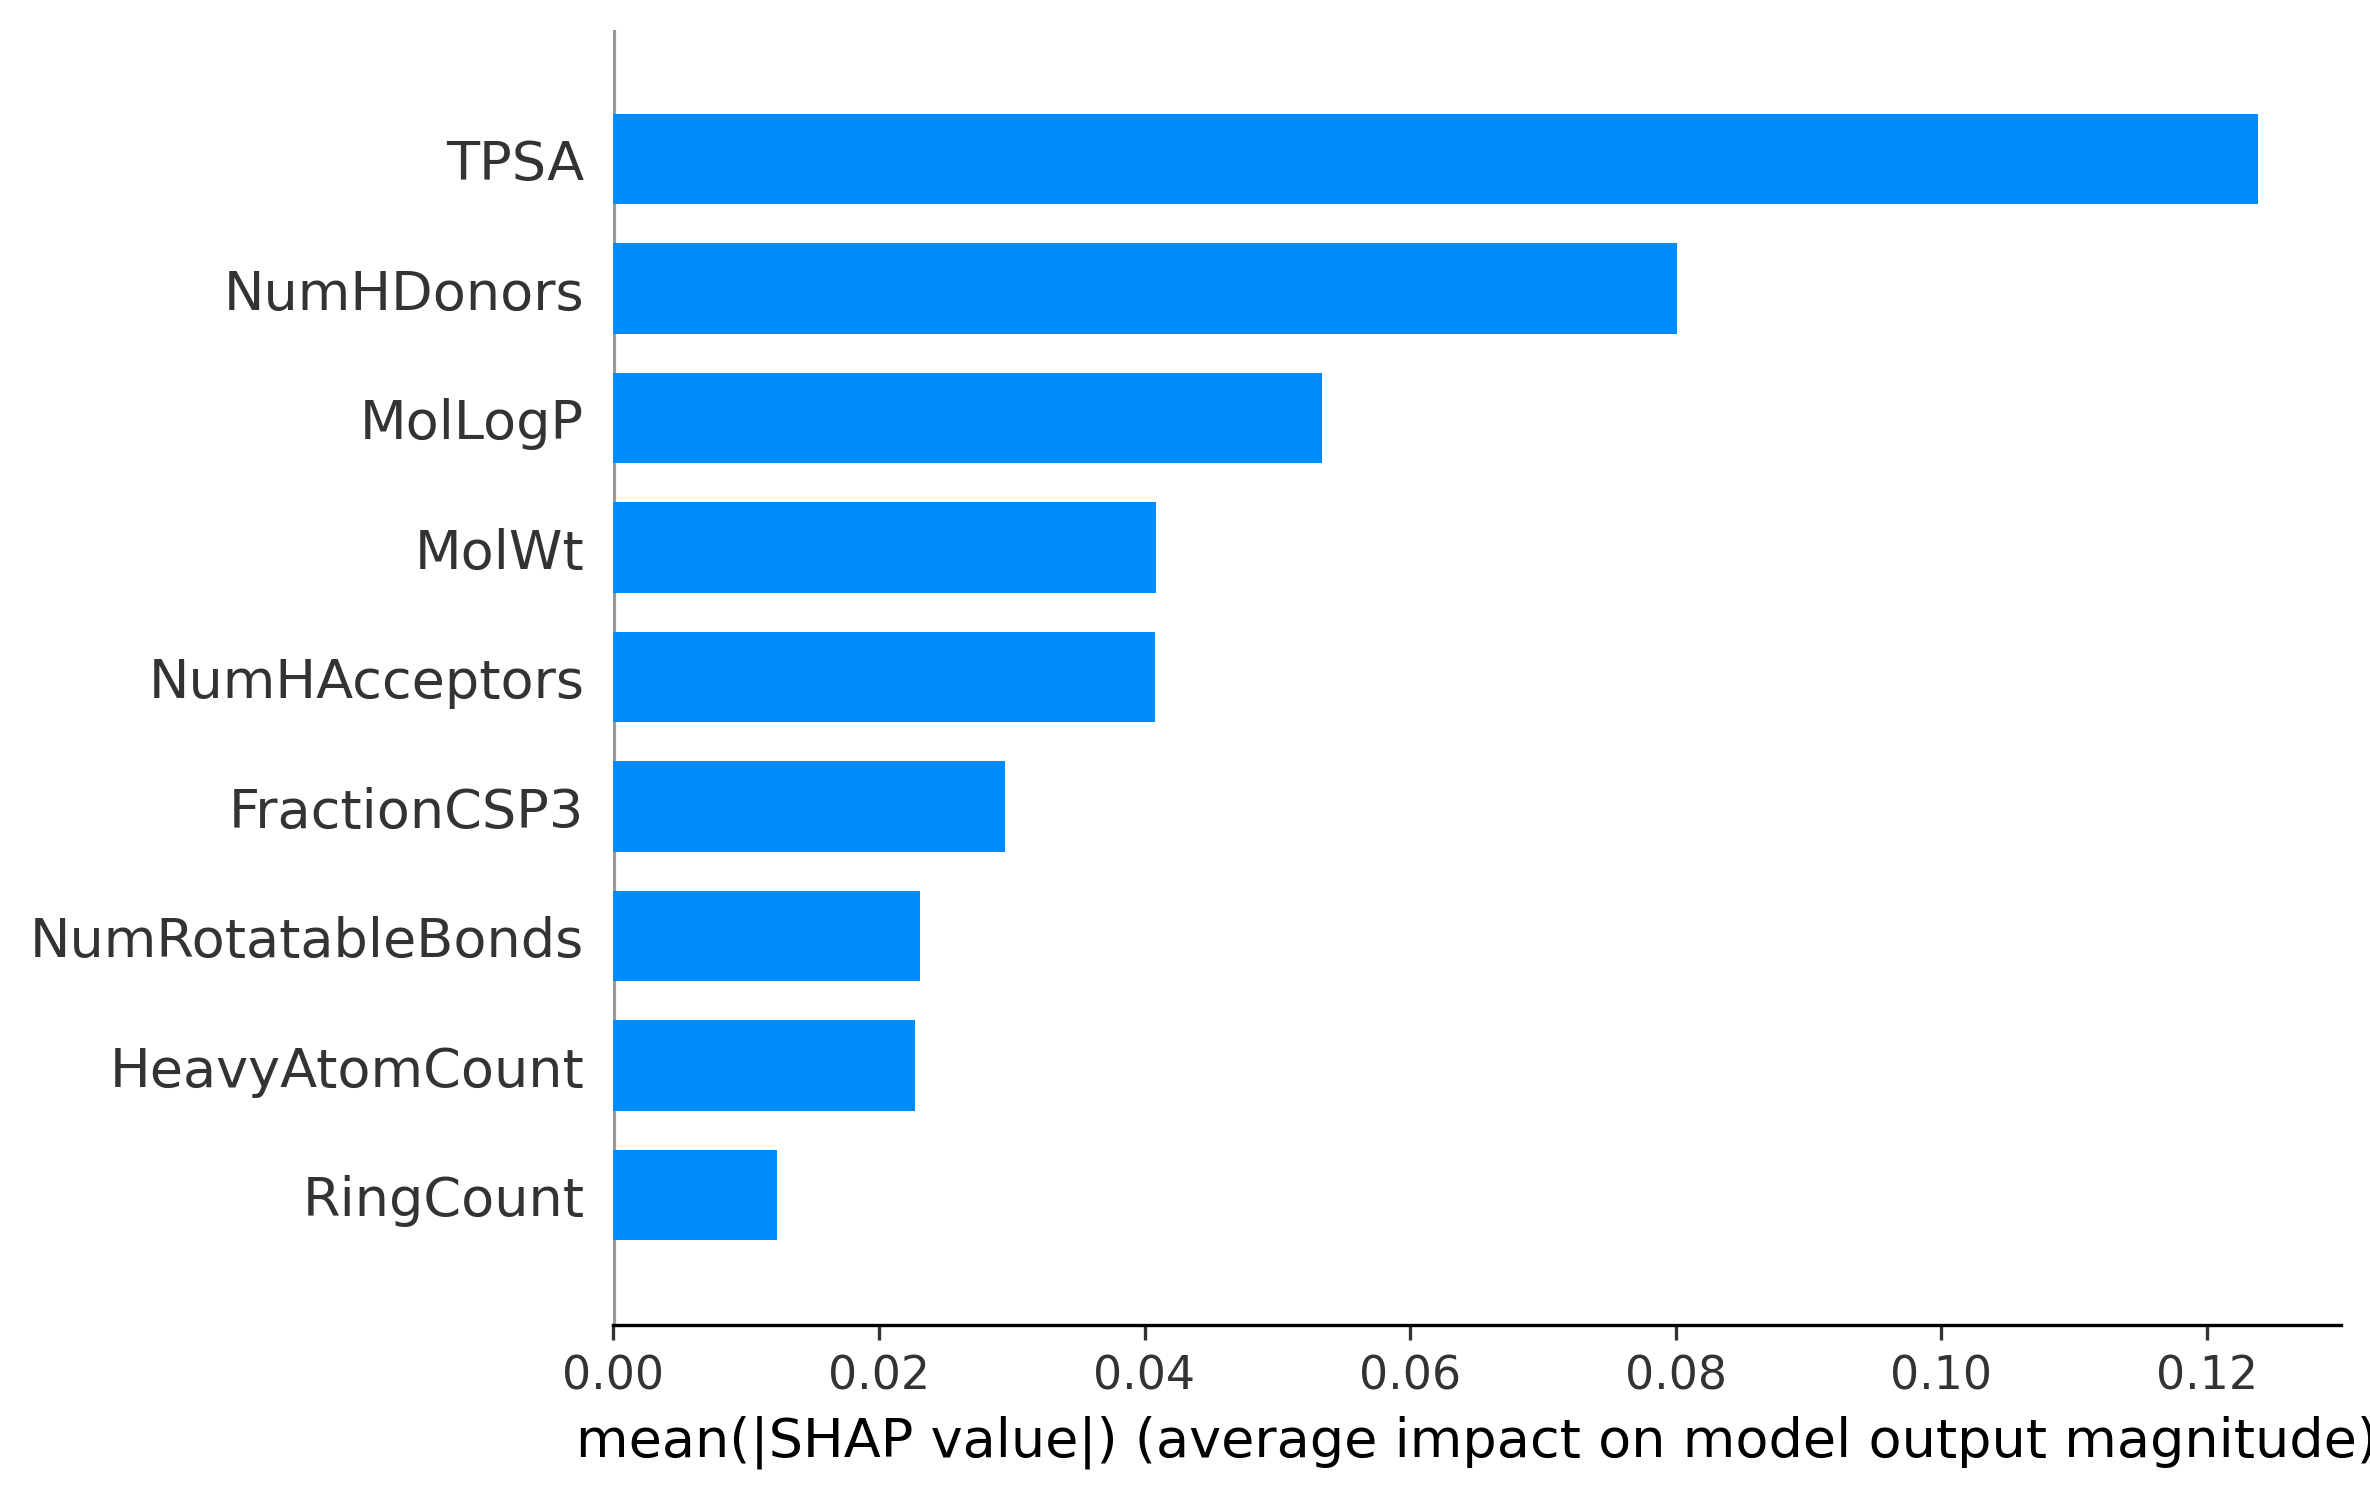 TPSA
NumHDonors
MolLogP
MolWt
NumHAcceptors
FractionCSP3
NumRotatableBonds
HeavyAtomCount
RingCount
0.00 0.02 0.04 0.06 0.08 0.10 0.12
mean(|SHAP value|) (average impact on model output magnitude)